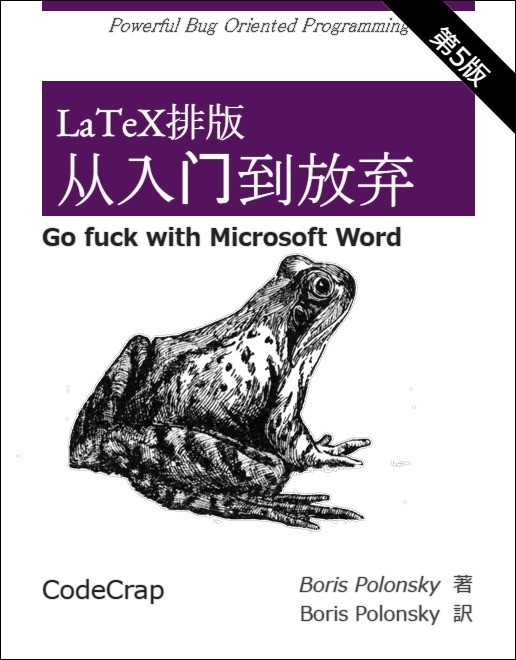 Powerful Bug Oriented Programming
第5版
LaTeX排版
从入门到放弃
Go fuck with Microsoft Word
CodeCrap
Boris Polonsky 著
Boris Polonsky 訳